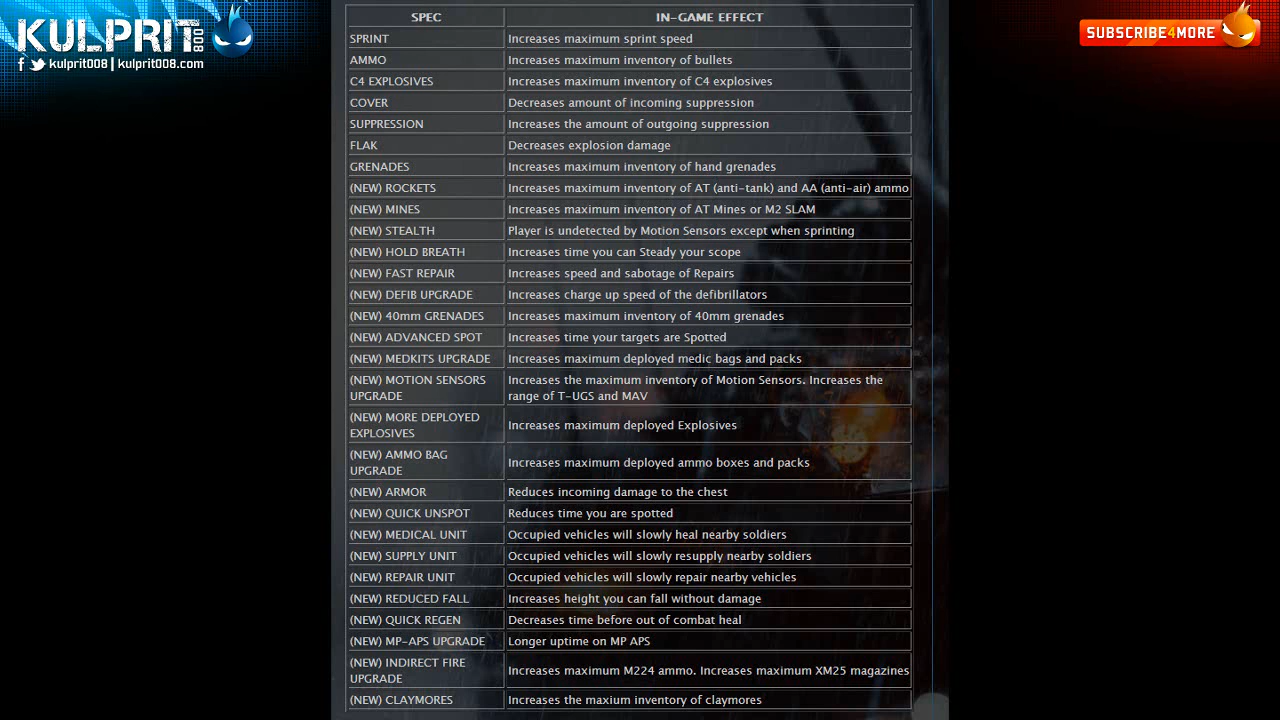 KULPRIT008
kulprit008 | kulprit008.com
SUBSCRIBE4MORE
SPEC IN-GAME EFFECT
SPRINT Increases maximum sprint speed
AMMO Increases maximum inventory of bullets
C4 EXPLOSIVES Increases maximum inventory of C4 explosives
COVER Decreases amount of incoming suppression
SUPPRESSION Increases the amount of outgoing suppression
FLAK Decreases explosion damage
GRENADES Increases maximum inventory of hand grenades
(NEW) ROCKETS Increases maximum inventory of AT (anti-tank) and AA (anti-air) ammo
(NEW) MINES Increases maximum inventory of AT Mines or M2 SLAM
(NEW) STEALTH Player is undetected by Motion Sensors except when sprinting
(NEW) HOLD BREATH Increases time you can Steady your scope
(NEW) FAST REPAIR Increases speed and sabotage of Repairs
(NEW) DEFIB UPGRADE Increases charge up speed of the defibrillators
(NEW) 40mm GRENADES Increases maximum inventory of 40mm grenades
(NEW) ADVANCED SPOT Increases time your targets are Spotted
(NEW) MEDKITS UPGRADE Increases maximum deployed medic bags and packs
(NEW) MOTION SENSORS
UPGRADE
Increases the maximum inventory of Motion Sensors. Increases the
range of T-UGS and MAV
(NEW) MORE DEPLOYED
EXPLOSIVES
Increases maximum deployed Explosives
(NEW) AMMO BAG
UPGRADE
Increases maximum deployed ammo boxes and packs
(NEW) ARMOR Reduces incoming damage to the chest
(NEW) QUICK UNSPOT Reduces time you are spotted
(NEW) MEDICAL UNIT Occupied vehicles will slowly heal nearby soldiers
(NEW) SUPPLY UNIT Occupied vehicles will slowly resupply nearby soldiers
(NEW) REPAIR UNIT Occupied vehicles will slowly repair nearby vehicles
(NEW) REDUCED FALL Increases height you can fall without damage
(NEW) QUICK REGEN Decreases time before out of combat heal
(NEW) MP-APS UPGRADE Longer uptime on MP APS
(NEW) INDIRECT FIRE
UPGRADE
Increases maximum M224 ammo. Increases maximum XM25 magazines
(NEW) CLAYMORES Increases the maxium inventory of claymores